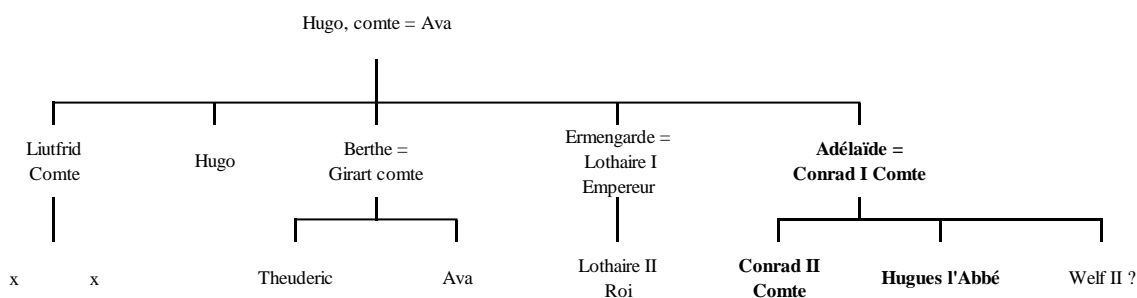 Hugo, comte = Ava
Liutfrid
Comte
Hugo
Berthe =
Girart comte
Ermengarde =
Lothaire I
Empereur
Adélaïde =
Conrad I Comte
x
x
Theuderic
Ava
Lothaire II
Roi
Conrad II
Comte
Hugues l'Abbé
Welf II ?